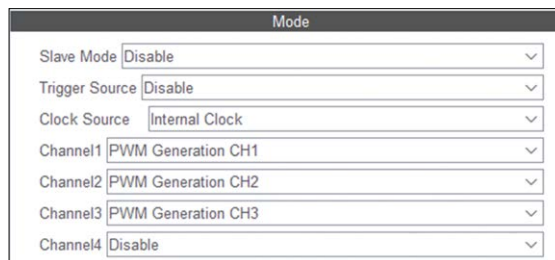 Mode
Slave Mode Disable
Trigger Source Disable
Clock Source Internal Clock
Channel1 PWM Generation CH1
Channel2 PWM Generation CH2
Channel3 PWM Generation CH3
Channel4 Disable